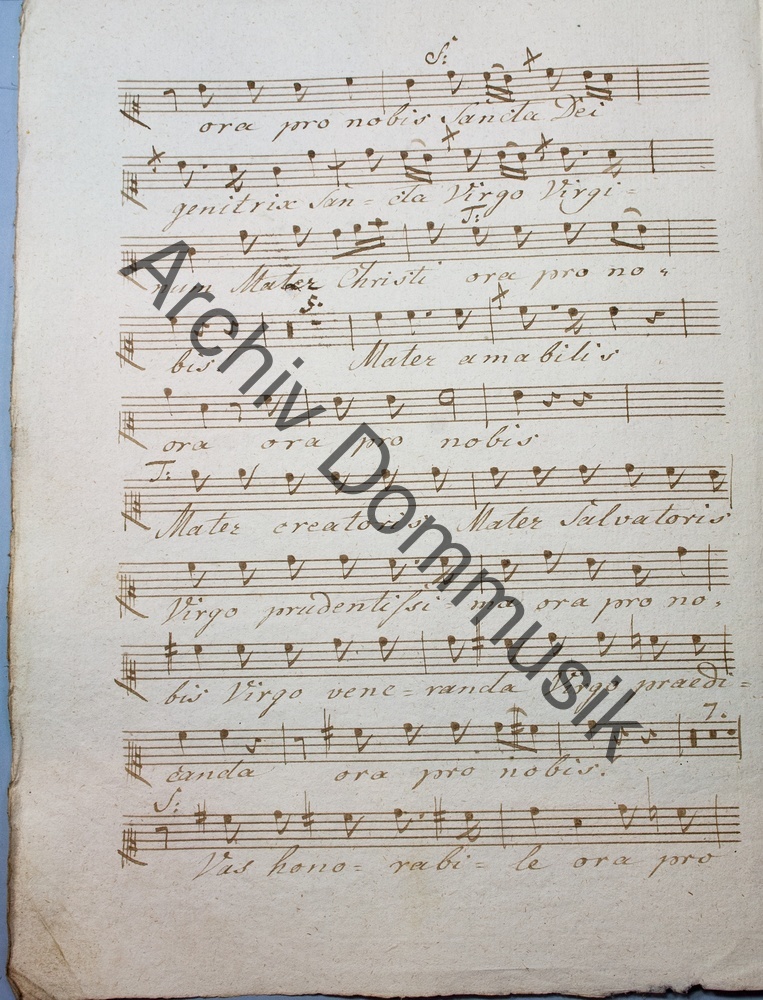 S:
ora pro nobis Sancta Dei
genitrix San= cta Virgo Virgi=
T:
num Mater Christi ora pro no=
5.
bis Mater amabilis
ora ora pro nobis
T:
Mater creatoris Mater Salvatoris
Virgo prudentissi ma ora pro no=
bis Virgo vene= randa Virgo praedi=
7.
canda ora pro nobis.
S:
Vas hono= rabi= le ora pro
Archiv Dommusik